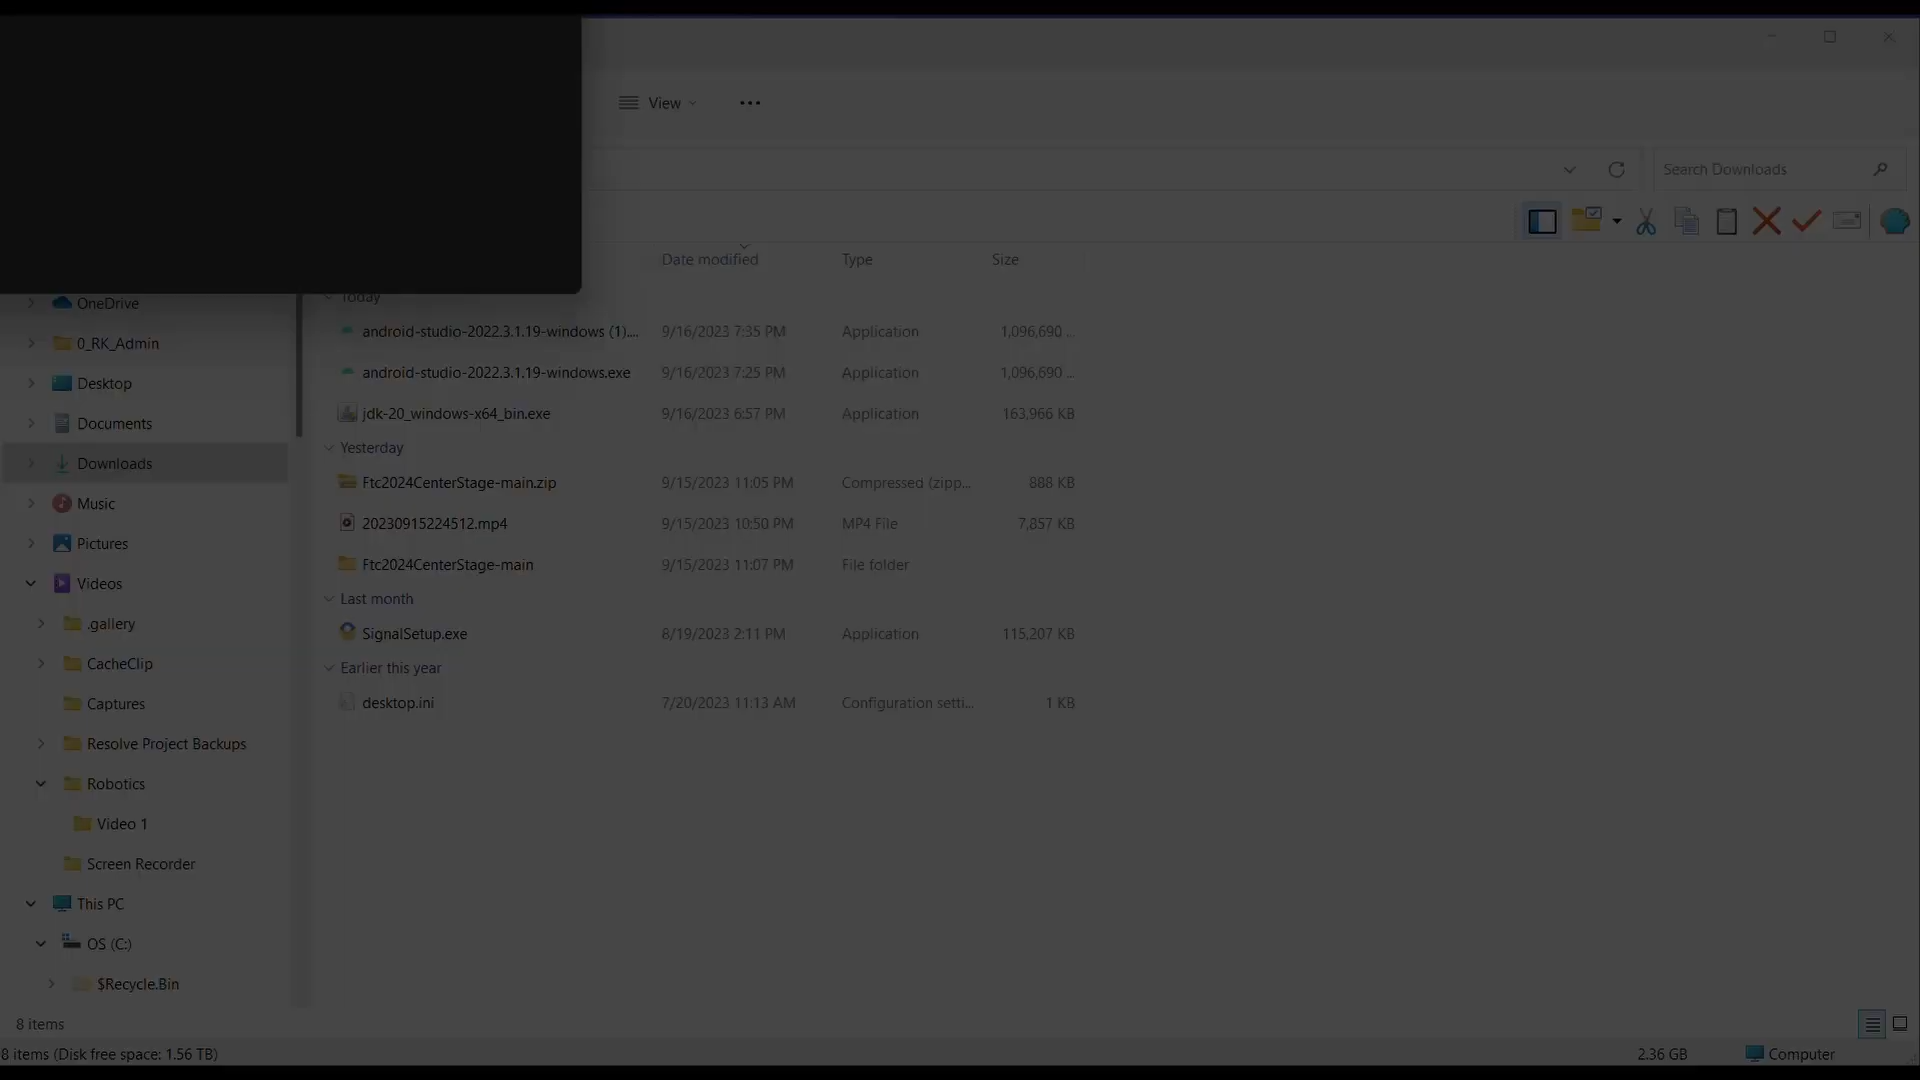 View
Search Downloads
Date modified Type Size
Today
OneDrive
0_RK_Admin
Desktop
Documents
Downloads
Music
Pictures
Videos
.gallery
CacheClip
Captures
Resolve Project Backups
Robotics
Video 1
Screen Recorder
This PC
OS (C:)
$Recycle.Bin
android-studio-2022.3.1.19-windows (1).... 9/16/2023 7:35 PM Application 1,096,690 ...
android-studio-2022.3.1.19-windows.exe 9/16/2023 7:25 PM Application 1,096,690 ...
jdk-20_windows-x64_bin.exe 9/16/2023 6:57 PM Application 163,966 KB
Yesterday
Ftc2024CenterStage-main.zip 9/15/2023 11:05 PM Compressed (zipp... 888 KB
20230915224512.mp4 9/15/2023 10:50 PM MP4 File 7,857 KB
Ftc2024CenterStage-main 9/15/2023 11:07 PM File folder
Last month
SignalSetup.exe 8/19/2023 2:11 PM Application 115,207 KB
Earlier this year
desktop.ini 7/20/2023 11:13 AM Configuration setti... 1 KB
8 items
8 items (Disk free space: 1.56 TB) 2.36 GB Computer